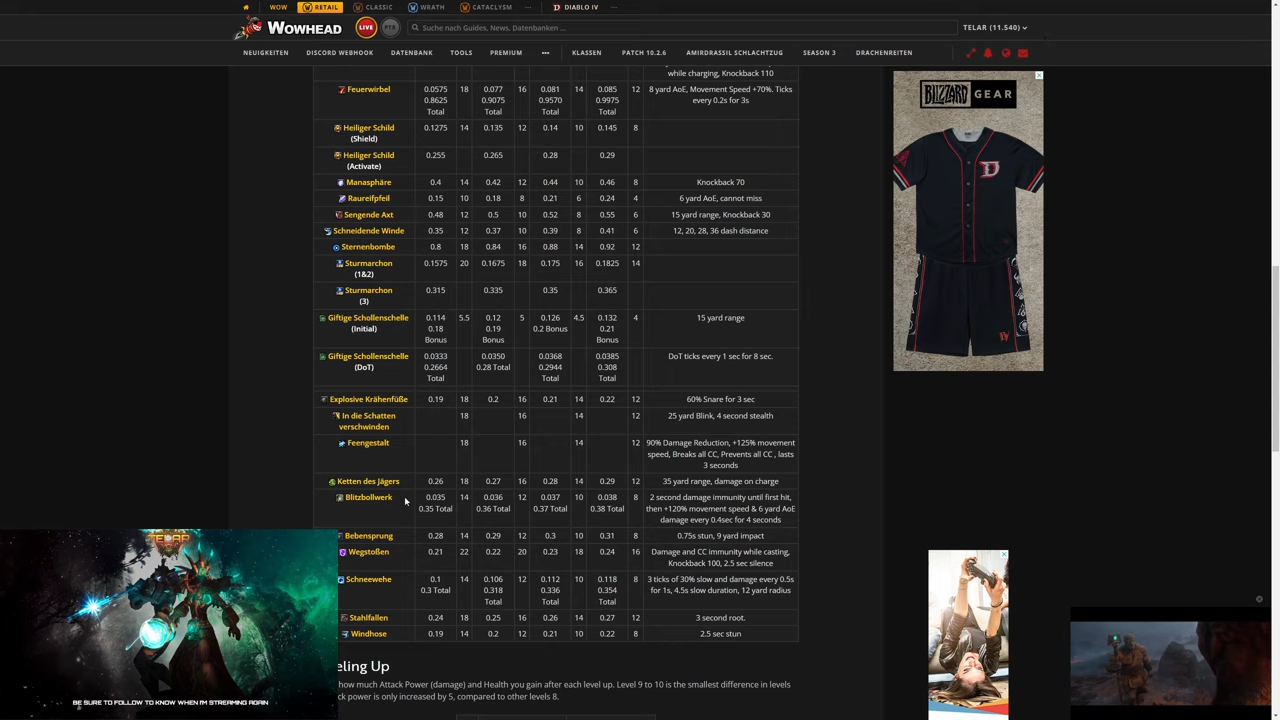 WOW RETAIL CLASSIC WRATH CATACLYSM ··· DIABLO IV ···
WOWHEAD LIVE PTR Suche nach Guides, News, Datenbanken ... TELAR (11.540)
NEUIGKEITEN DISCORD WEBHOOK DATENBANK TOOLS PREMIUM ••• KLASSEN PATCH 10.2.6 AMIRDRASSIL SCHLACHTZUG SEASON 3 DRACHENREITEN
while charging, Knockback 110
Feuerwirbel 0.0575 18 0.077 16 0.081 14 0.085 12 8 yard AoE, Movement Speed +70%. Ticks
0.8625 0.9075 0.9570 0.9975 every 0.2s for 3s
Total Total Total Total
Heiliger Schild 0.1275 14 0.135 12 0.14 10 0.145 8
(Shield)
Heiliger Schild 0.255 0.265 0.28 0.29
(Activate)
Manasphäre 0.4 14 0.42 12 0.44 10 0.46 8 Knockback 70
Raureifpfeil 0.15 10 0.18 8 0.21 6 0.24 4 6 yard AoE, cannot miss
Sengende Axt 0.48 12 0.5 10 0.52 8 0.55 6 15 yard range, Knockback 30
Schneidende Winde 0.35 12 0.37 10 0.39 8 0.41 6 12, 20, 28, 36 dash distance
Sternenbombe 0.8 18 0.84 16 0.88 14 0.92 12
Sturmarchon 0.1575 20 0.1675 18 0.175 16 0.1825 14
(1&2)
Sturmarchon 0.315 0.335 0.35 0.365
(3)
Giftige Schollenschelle 0.114 5.5 0.12 5 0.126 4.5 0.132 4 15 yard range
(Initial) 0.18 0.19 0.2 Bonus 0.21
Bonus Bonus Bonus
Giftige Schollenschelle 0.0333 0.0350 0.0368 0.0385 DoT ticks every 1 sec for 8 sec.
(DoT) 0.2664 0.28 Total 0.2944 0.308
Total Total Total
Explosive Krähenfüße 0.19 18 0.2 16 0.21 14 0.22 12 60% Snare for 3 sec
In die Schatten 18 16 14 12 25 yard Blink, 4 second stealth
verschwinden
Feengestalt 18 16 14 12 90% Damage Reduction, +125% movement
speed, Breaks all CC, Prevents all CC , lasts
3 seconds
Ketten des Jägers 0.26 18 0.27 16 0.28 14 0.29 12 35 yard range, damage on charge
Blitzbollwerk 0.035 14 0.036 12 0.037 10 0.038 8 2 second damage immunity until first hit,
0.35 Total 0.36 Total 0.37 Total 0.38 Total then +120% movement speed & 6 yard AoE
damage every 0.4sec for 4 seconds
Bebensprung 0.28 14 0.29 12 0.3 10 0.31 8 0.75s stun, 9 yard impact
Wegstoßen 0.21 22 0.22 20 0.23 18 0.24 16 Damage and CC immunity while casting,
Knockback 100, 2.5 sec silence
Schneewehe 0.1 14 0.106 12 0.112 10 0.118 8 3 ticks of 30% slow and damage every 0.5s
0.3 Total 0.318 0.336 0.354 for 1s, 4.5s slow duration, 12 yard radius
Total Total Total
Stahlfallen 0.24 18 0.25 16 0.26 14 0.27 12 3 second root.
Windhose 0.19 14 0.2 12 0.21 10 0.22 8 2.5 sec stun
eling Up
how much Attack Power (damage) and Health you gain after each level up. Level 9 to 10 is the smallest difference in levels
ck power is only increased by 5, compared to other levels 8.
BLIZZARD GEAR
D
TELAR
BE SURE TO FOLLOW TO KNOW WHEN I'M STREAMING AGAIN